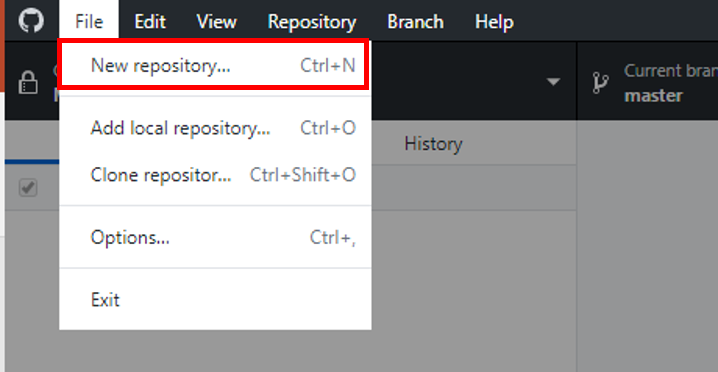 File Edit View Repository Branch Help
New repository... Ctrl+N
Current bran
master
Add local repository... Ctrl+O
History
Clone repositor... Ctrl+Shift+O
Options... Ctrl+,
Exit